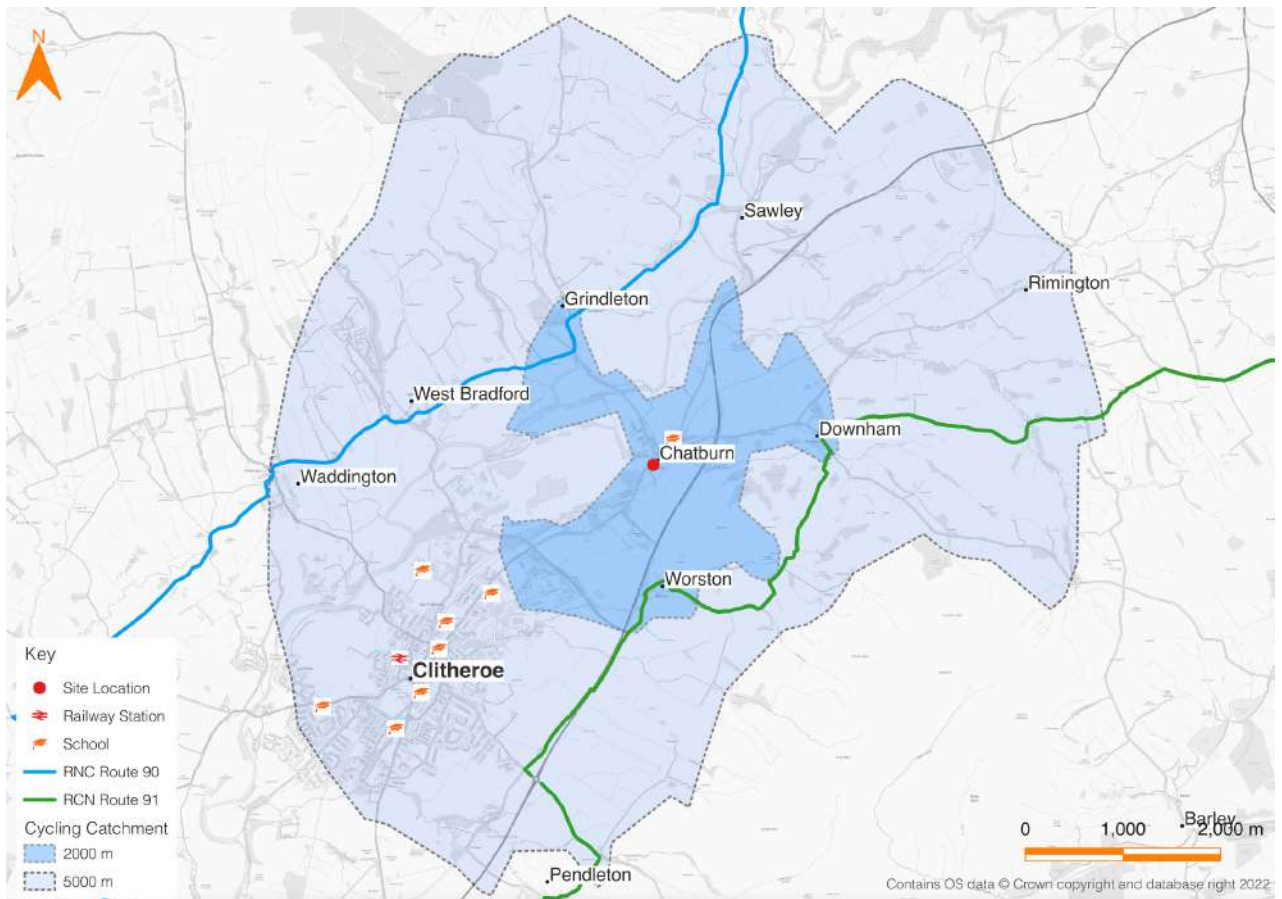 N
Sawley
Rimington
Grindleton
West Bradford
Downham
Chatburn
Waddington
Worston
Clitheroe
Pendleton
Barley
Key
Site Location
Railway Station
School
RNC Route 90
RCN Route 91
Cycling Catchment
2000 m
5000 m
0 1,000 2,000 m
Contains OS data © Crown copyright and database right 2022